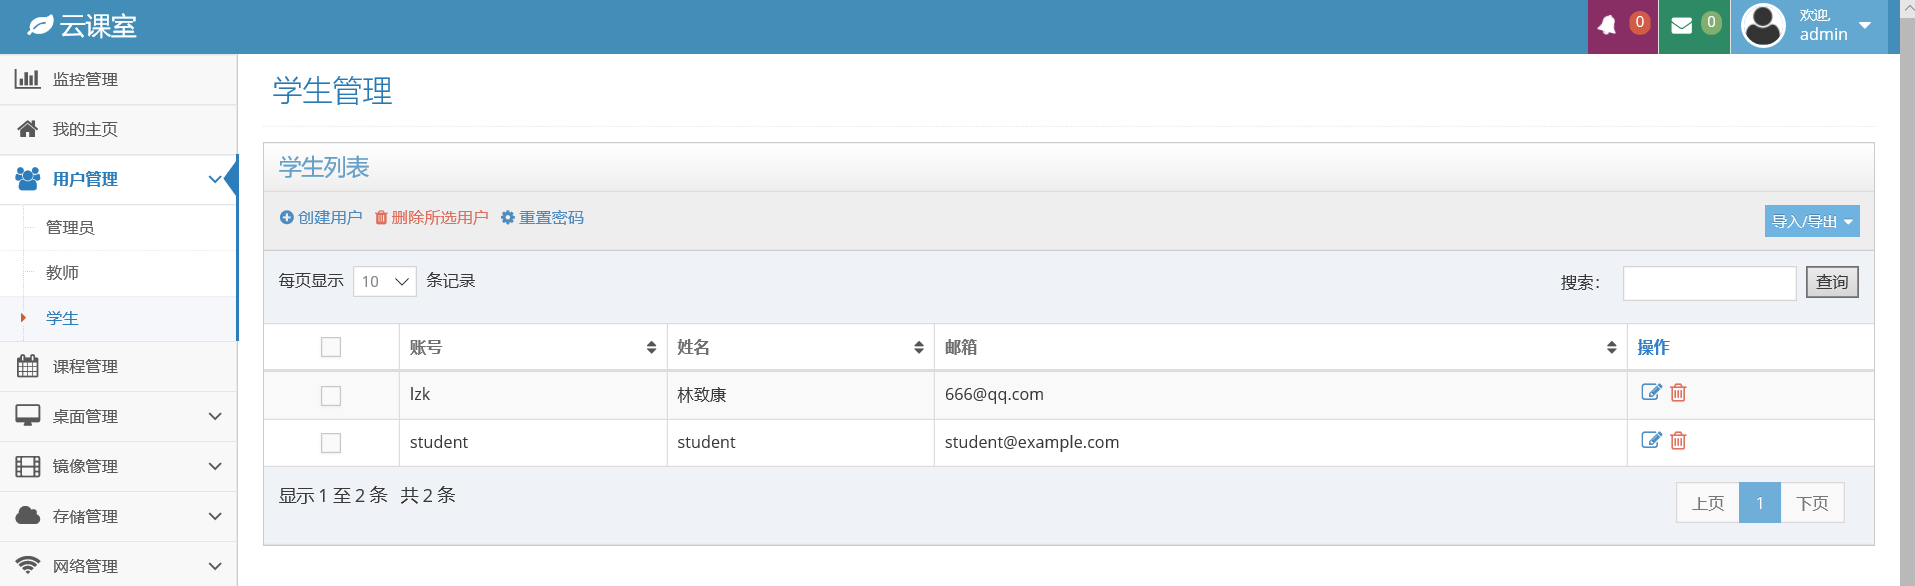 云课室
0
0
欢迎,
admin
监控管理
我的主页
用户管理
管理员
教师
学生
课程管理
桌面管理
镜像管理
存储管理
网络管理
学生管理
学生列表
创建用户 删除所选用户 重置密码
导入/导出
每页显示 10 条记录
搜索:
查询
账号 姓名 邮箱 操作
lzk 林致康 666@qq.com
student student student@example.com
显示 1 至 2 条 共 2 条
上页 1 下页